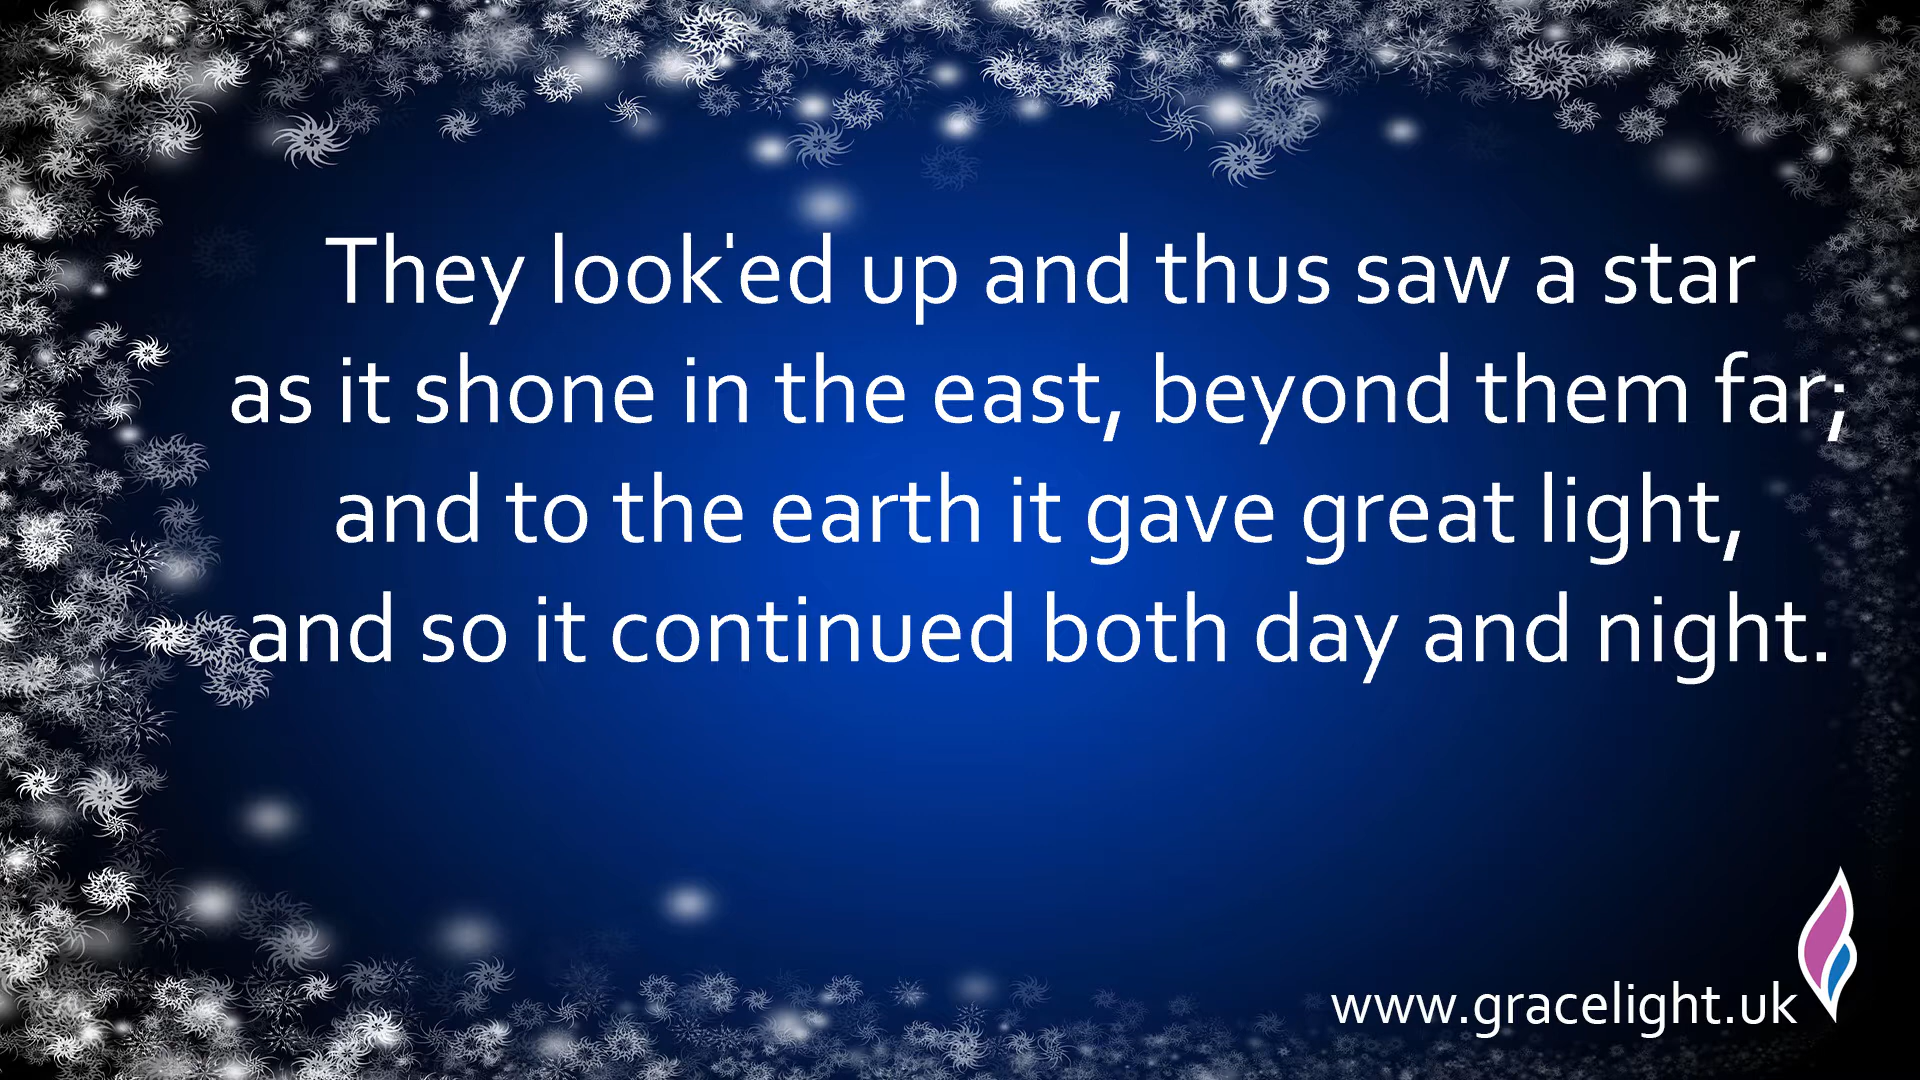 They look'ed up and thus saw a star
as it shone in the east, beyond them far;
and to the earth it gave great light,
and so it continued both day and night.
www.gracelight.uk